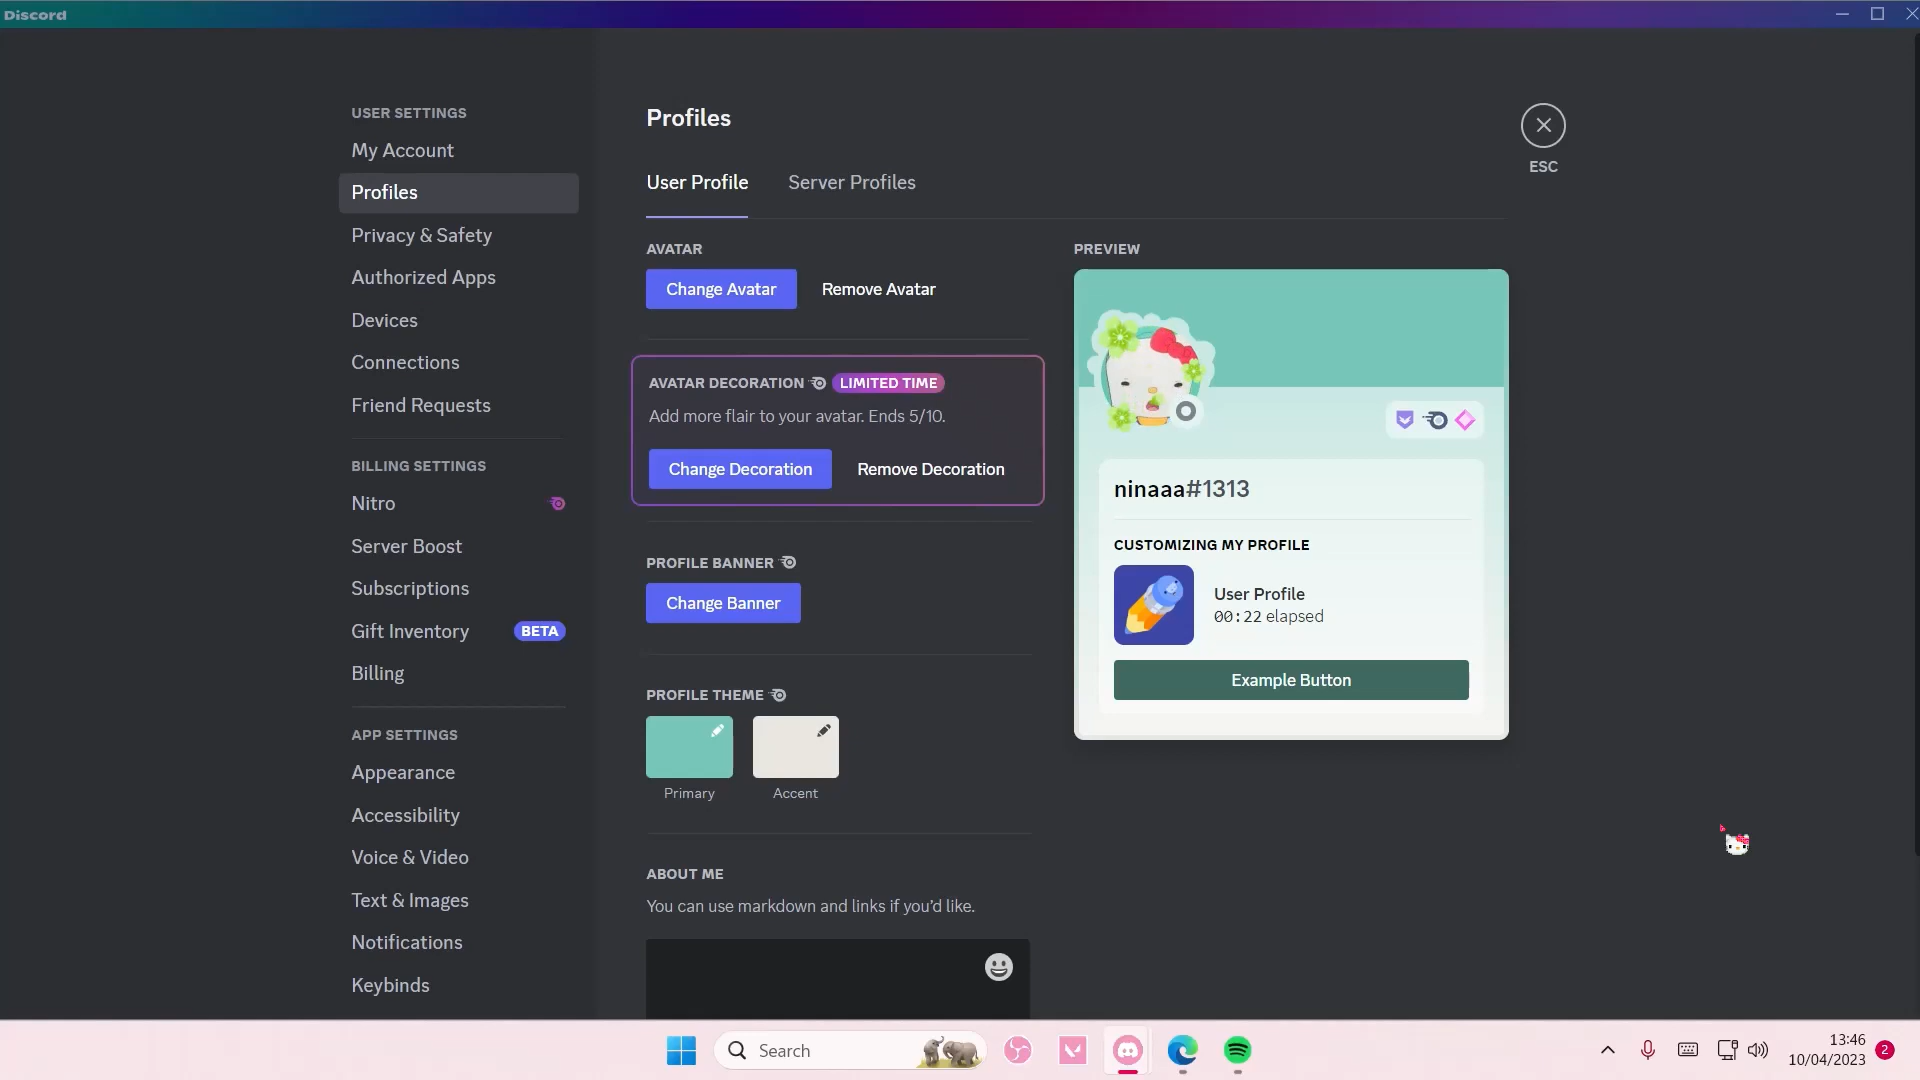 Discord
USER SETTINGS
My Account
Profiles
Privacy & Safety
Authorized Apps
Devices
Connections
Friend Requests
BILLING SETTINGS
Nitro
Server Boost
Subscriptions
Gift Inventory BETA
Billing
APP SETTINGS
Appearance
Accessibility
Voice & Video
Text & Images
Notifications
Keybinds
Profiles
ESC
User Profile Server Profiles
AVATAR
Change Avatar Remove Avatar
AVATAR DECORATION LIMITED TIME
Add more flair to your avatar. Ends 5/10.
Change Decoration Remove Decoration
PROFILE BANNER
Change Banner
PROFILE THEME
Primary Accent
ABOUT ME
You can use markdown and links if you'd like.
PREVIEW
ninaaa#1313
CUSTOMIZING MY PROFILE
User Profile
00:22 elapsed
Example Button
Search
13:46
10/04/2023
2